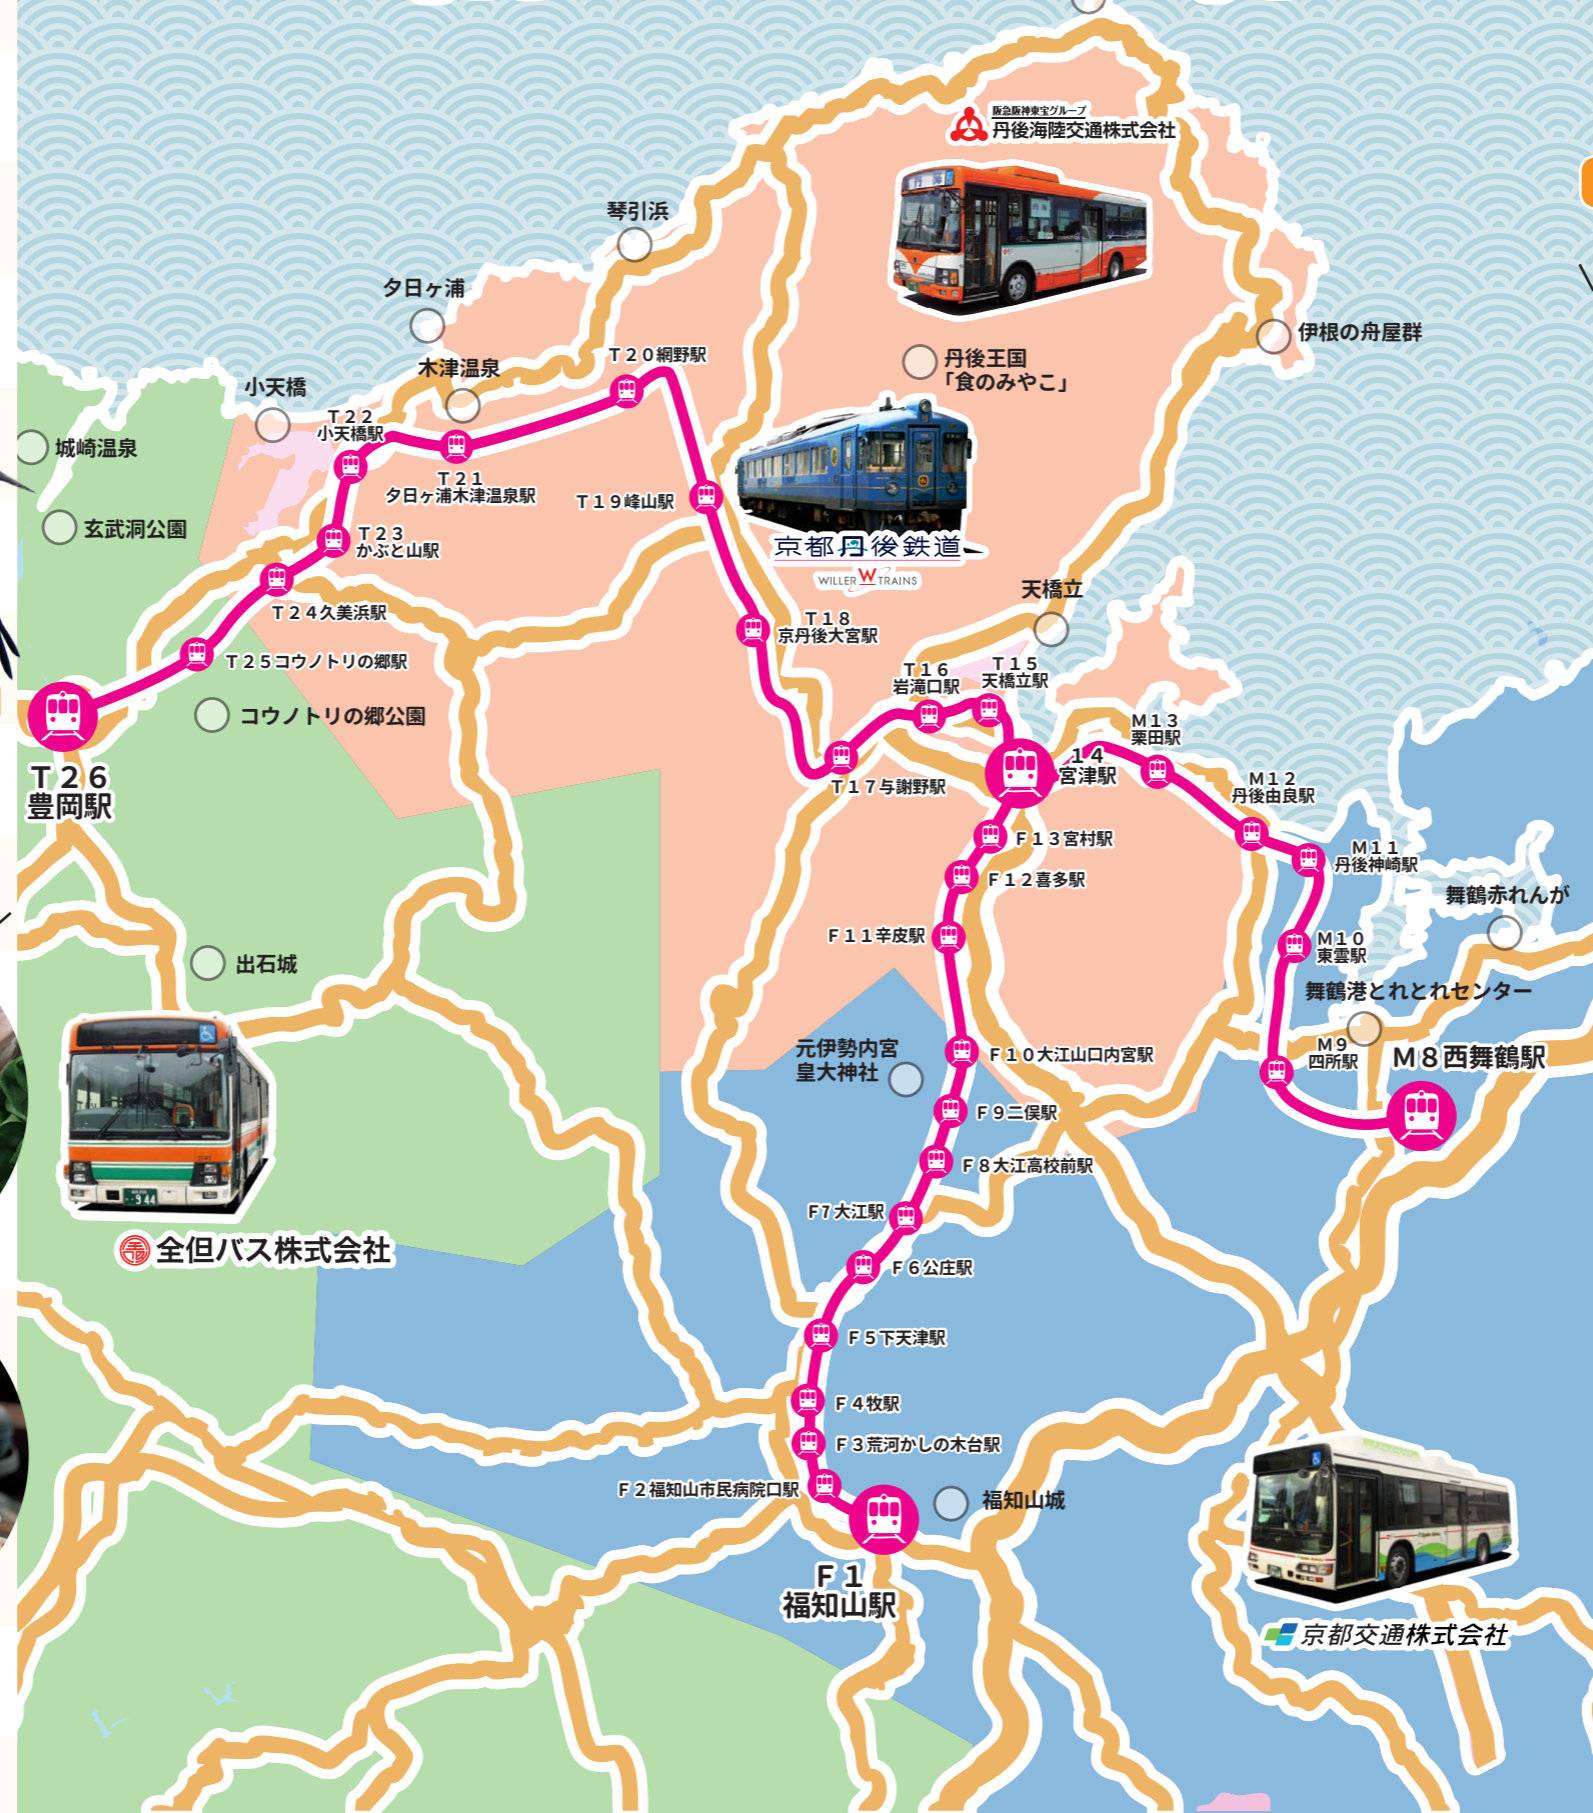 阪急阪神東宝グループ
丹後海陸交通株式会社
琴引浜
夕日ヶ浦
伊根の舟屋群
T20網野駅
丹後王国
「食のみやこ」
木津温泉
小天橋
T22
小天橋駅
城崎温泉
T21
夕日ヶ浦木津温泉駅
T19峰山駅
玄武洞公園
T23
かぶと山駅
京都丹後鉄道
WILLER TRAINS
天橋立
T24久美浜駅
T18
京丹後大宮駅
T25コウノトリの郷駅
T16
岩滝口駅
T15
天橋立駅
コウノトリの郷公園
M13
栗田駅
14
宮津駅
T26
豊岡駅
T17与謝野駅
M12
丹後由良駅
F13宮村駅
M11
丹後神崎駅
F12喜多駅
舞鶴赤れんが
F11辛皮駅
M10
東雲駅
出石城
舞鶴港とれとれセンター
元伊勢内宮
皇大神社
F10大江山口内宮駅
M9
四所駅
M8西舞鶴駅
F9二俣駅
F8大江高校前駅
944
F7大江駅
全但バス株式会社
F6公庄駅
F5下天津駅
F4牧駅
F3荒河かしの木台駅
F2福知山市民病院口駅
福知山城
F1
福知山駅
京都交通株式会社